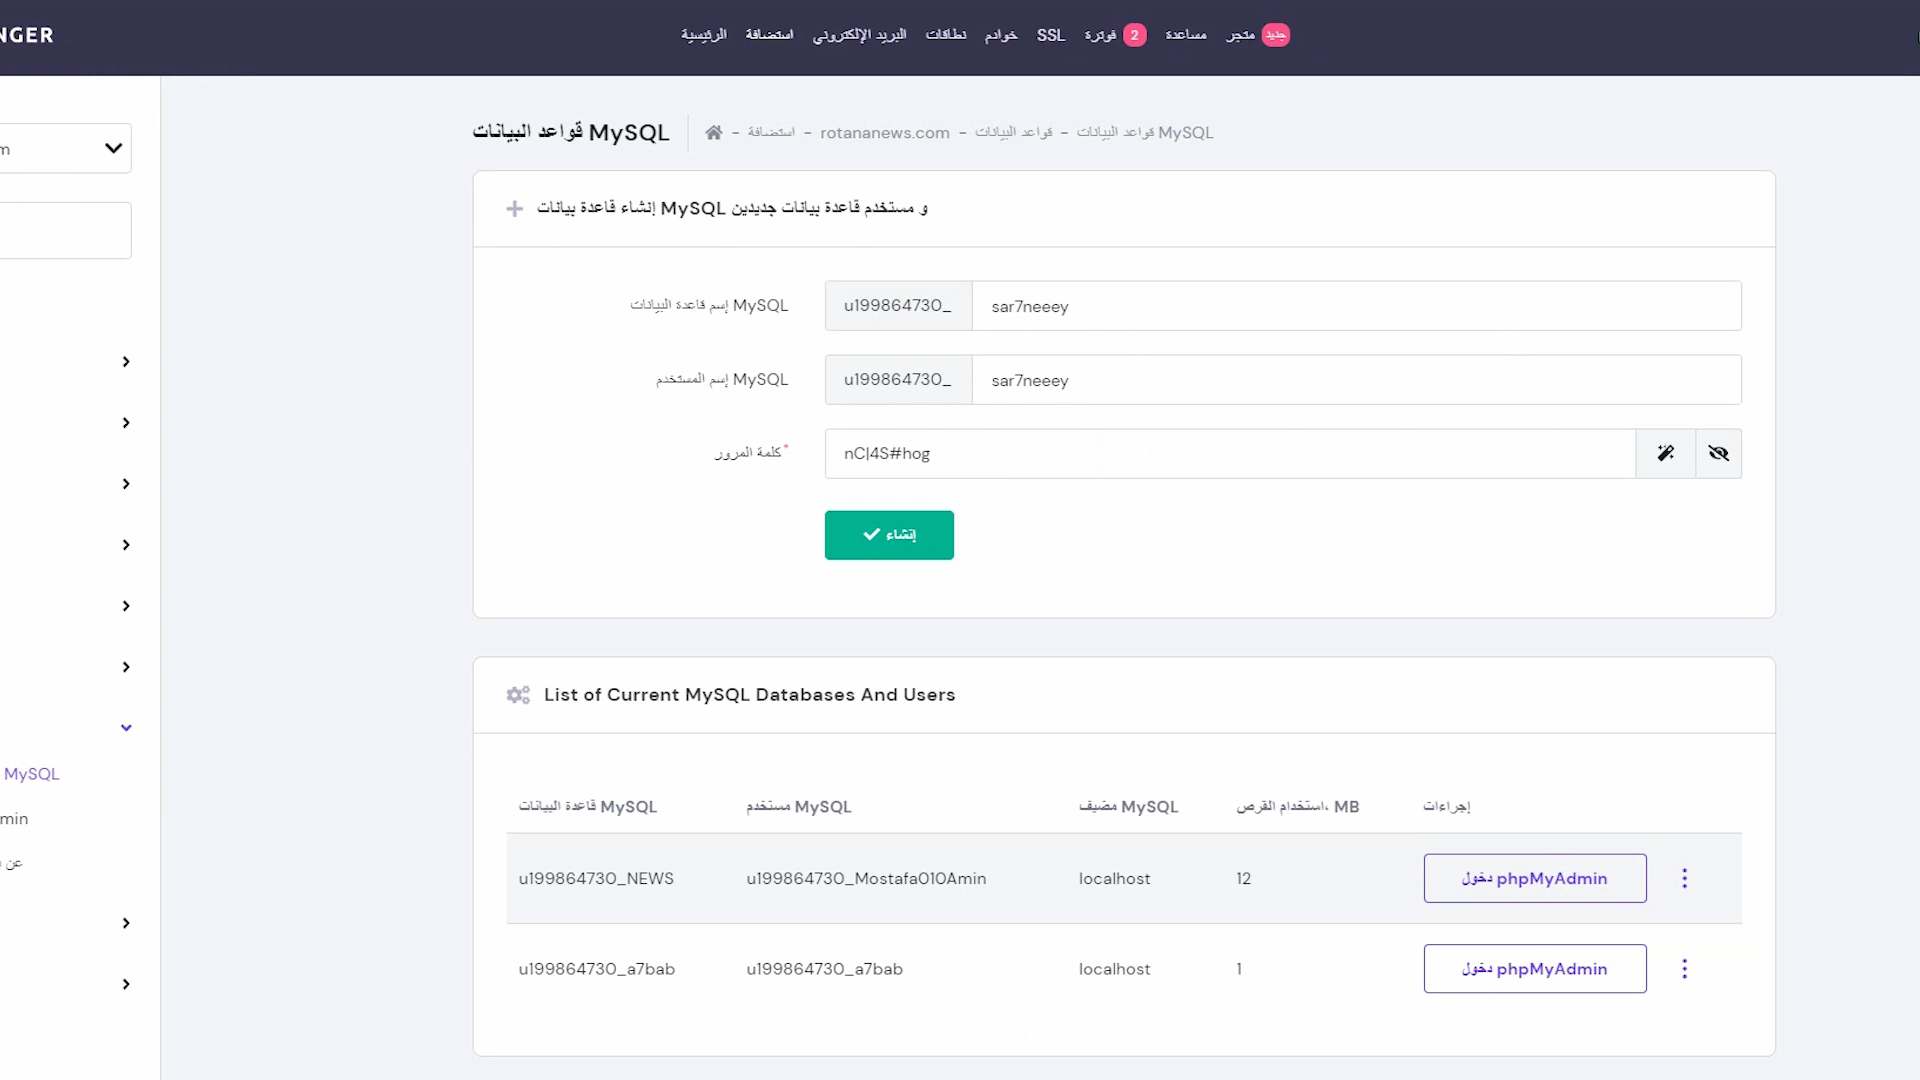 NGER
الرئيسية استضافة البريد الإلكتروني نطاقات خوادم SSL فوترة 2 مساعدة متجر جديد
m
MySQL قواعد البيانات
استضافة - rotananews.com - قواعد البيانات - MySQL قواعد البيانات
إنشاء قاعدة بيانات MySQL و مستخدم قاعدة بيانات جديدين
MySQL إسم قاعدة البيانات
u199864730_
sar7neeey
MySQL إسم المستخدم
u199864730_
sar7neeey
كلمة المرور*
nC|4S#hog
إنشاء
List of Current MySQL Databases And Users
MySQL
min
عن
MySQL قاعدة البيانات
MySQL مستخدم
MySQL مضيف
استخدام القرص، MB
إجراءات
u199864730_NEWS
u199864730_Mostafa010Amin
localhost
12
phpMyAdmin دخول
u199864730_a7bab
u199864730_a7bab
localhost
1
phpMyAdmin دخول